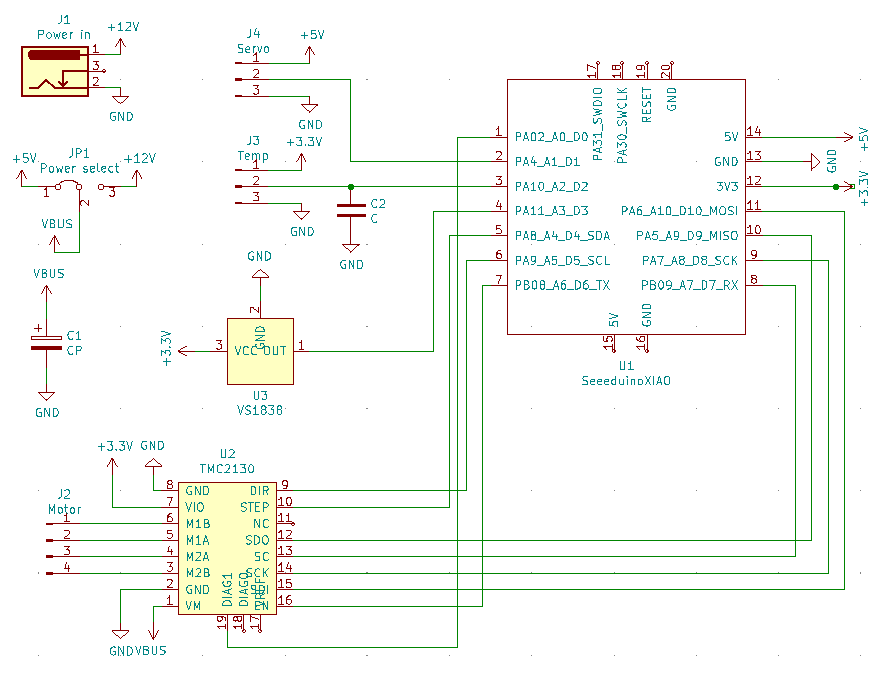 J1
Power in
+12V
1
3
2
GND
J4
Servo
+5V
1
2
3
GND
J3
Temp
+3.3V
1
2
3
GND
C2
C
GND
+5V
JP1
Power select
+12V
1
2
3
VBUS
VBUS
+
C1
CP
GND
GND
2
GND
+3.3V
3
VCC
OUT
1
U3
VS1838
17
18
19
20
PA31_SWDIO
PA30_SWCLK
RESET
GND
1
PA02_A0_D0
2
PA4_A1_D1
3
PA10_A2_D2
4
PA11_A3_D3
5
PA8_A4_D4_SDA
6
PA9_A5_D5_SCL
7
PB08_A6_D6_TX
5V
14
+5V
GND
13
GND
3V3
12
+3.3V
PA6_A10_D10_MOSI
11
PA5_A9_D9_MISO
10
PA7_A8_D8_SCK
9
PB09_A7_D7_RX
8
5V
GND
15
16
U1
SeeeduinoXIAO
+3.3V
GND
U2
TMC2130
J2
Motor
1
2
3
4
8
GND
7
VIO
6
M1B
5
M1A
4
M2A
3
M2B
2
GND
1
VM
DIR
9
STEP
10
NC
11
SDO
12
SC
13
SCK
14
SDI
15
EN
16
DIAG1
DIAG0
VREF
19
18
17
GND
VBUS